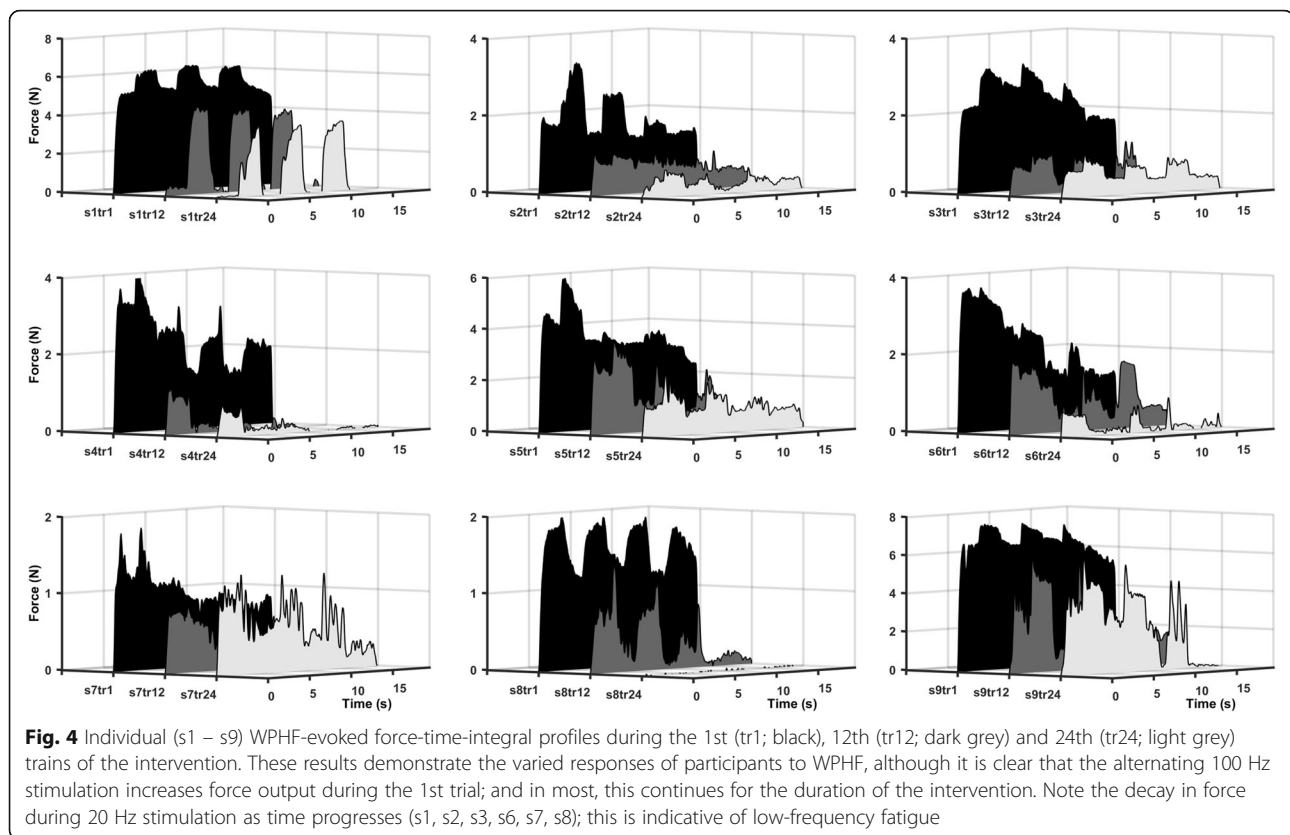 8
6
4
2
0
Force (N)
s1tr1
s1tr12
s1tr24
0
5
10
15
4
2
0
s2tr1
s2tr12
s2tr24
0
5
10
15
4
2
0
s3tr1
s3tr12
s3tr24
0
5
10
15
4
2
0
Force (N)
s4tr1
s4tr12
s4tr24
0
5
10
15
6
4
2
0
s5tr1
s5tr12
s5tr24
0
5
10
15
4
2
0
s6tr1
s6tr12
s6tr24
0
5
10
15
2
1
0
Force (N)
s7tr1
s7tr12
s7tr24
0
5
10
15
Time (s)
2
1
0
s8tr1
s8tr12
s8tr24
0
5
10
15
Time (s)
8
6
4
2
0
s9tr1
s9tr12
s9tr24
0
5
10
15
Time (s)
Fig. 4 Individual (s1 – s9) WPHF-evoked force-time-integral profiles during the 1st (tr1; black), 12th (tr12; dark grey) and 24th (tr24; light grey)
trains of the intervention. These results demonstrate the varied responses of participants to WPHF, although it is clear that the alternating 100 Hz
stimulation increases force output during the 1st trial; and in most, this continues for the duration of the intervention. Note the decay in force
during 20 Hz stimulation as time progresses (s1, s2, s3, s6, s7, s8); this is indicative of low-frequency fatigue